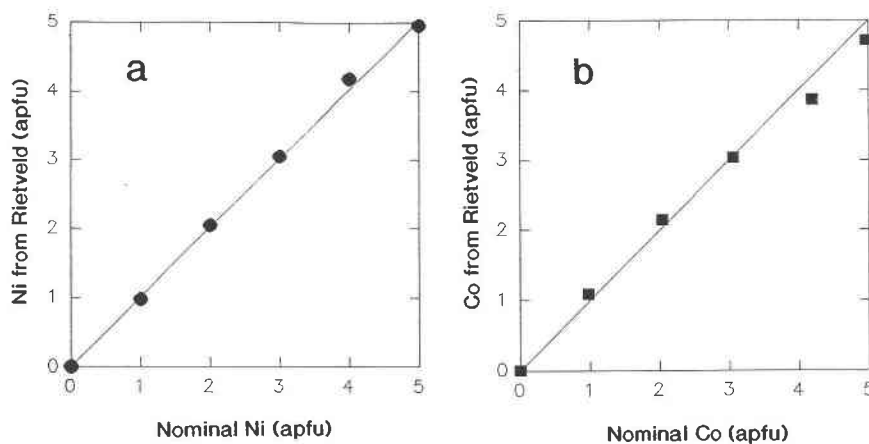 a
Ni from Rietveld (apfu)
5
4
3
2
1
0
0 1 2 3 4 5
Nominal Ni (apfu)
b
Co from Rietveld (apfu)
5
4
3
2
1
0
0 1 2 3 4 5
Nominal Co (apfu)